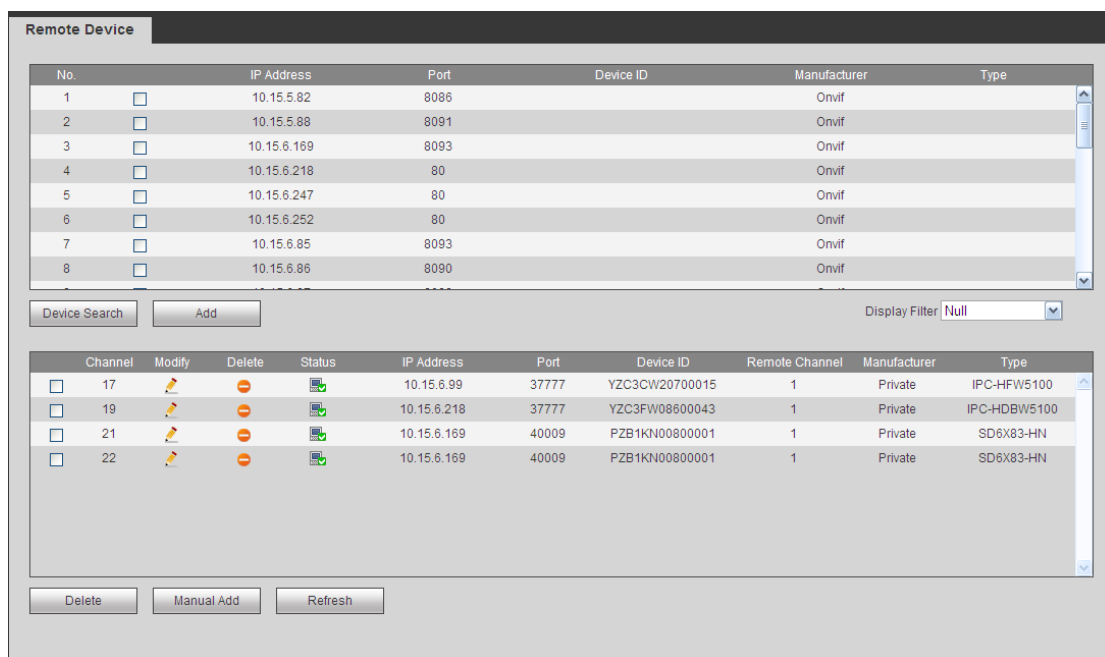 Remote Device
No. IP Address Port Device ID Manufacturer Type
1 10.15.5.82 8086 Onvif
2 10.15.5.88 8091 Onvif
3 10.15.6.169 8093 Onvif
4 10.15.6.218 80 Onvif
5 10.15.6.247 80 Onvif
6 10.15.6.252 80 Onvif
7 10.15.6.85 8093 Onvif
8 10.15.6.86 8090 Onvif
Device Search Add Display Filter Null
Channel Modify Delete Status IP Address Port Device ID Remote Channel Manufacturer Type
17 10.15.6.99 37777 YZC3CW20700015 1 Private IPC-HFW5100
19 10.15.6.218 37777 YZC3FW08600043 1 Private IPC-HDBW5100
21 10.15.6.169 40009 PZB1KN00800001 1 Private SD6X83-HN
22 10.15.6.169 40009 PZB1KN00800001 1 Private SD6X83-HN
Delete Manual Add Refresh